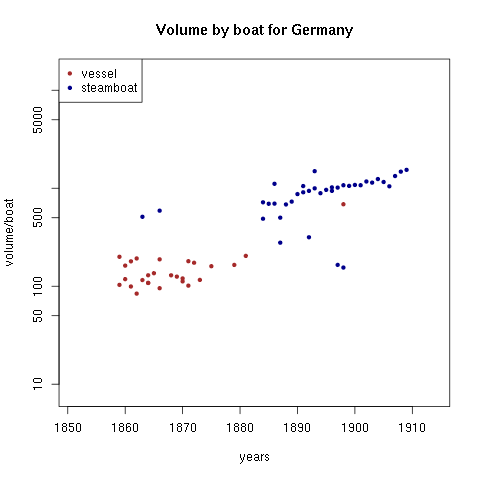 Volume by boat for Germany
vessel
steamboat
volume/boat
5000
500
100
50
10
1850 1860 1870 1880 1890 1900 1910
years